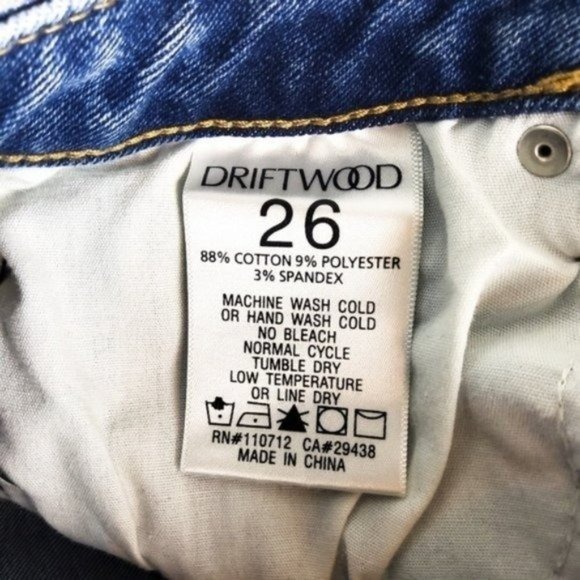 DRIFTWOOD
26
88% COTTON 9% POLYESTER
3% SPANDEX
MACHINE WASH COLD
OR HAND WASH COLD
NO BLEACH
NORMAL CYCLE
TUMBLE DRY
LOW TEMPERATURE
OR LINE DRY
RN#110712 CA#29438
MADE IN CHINA